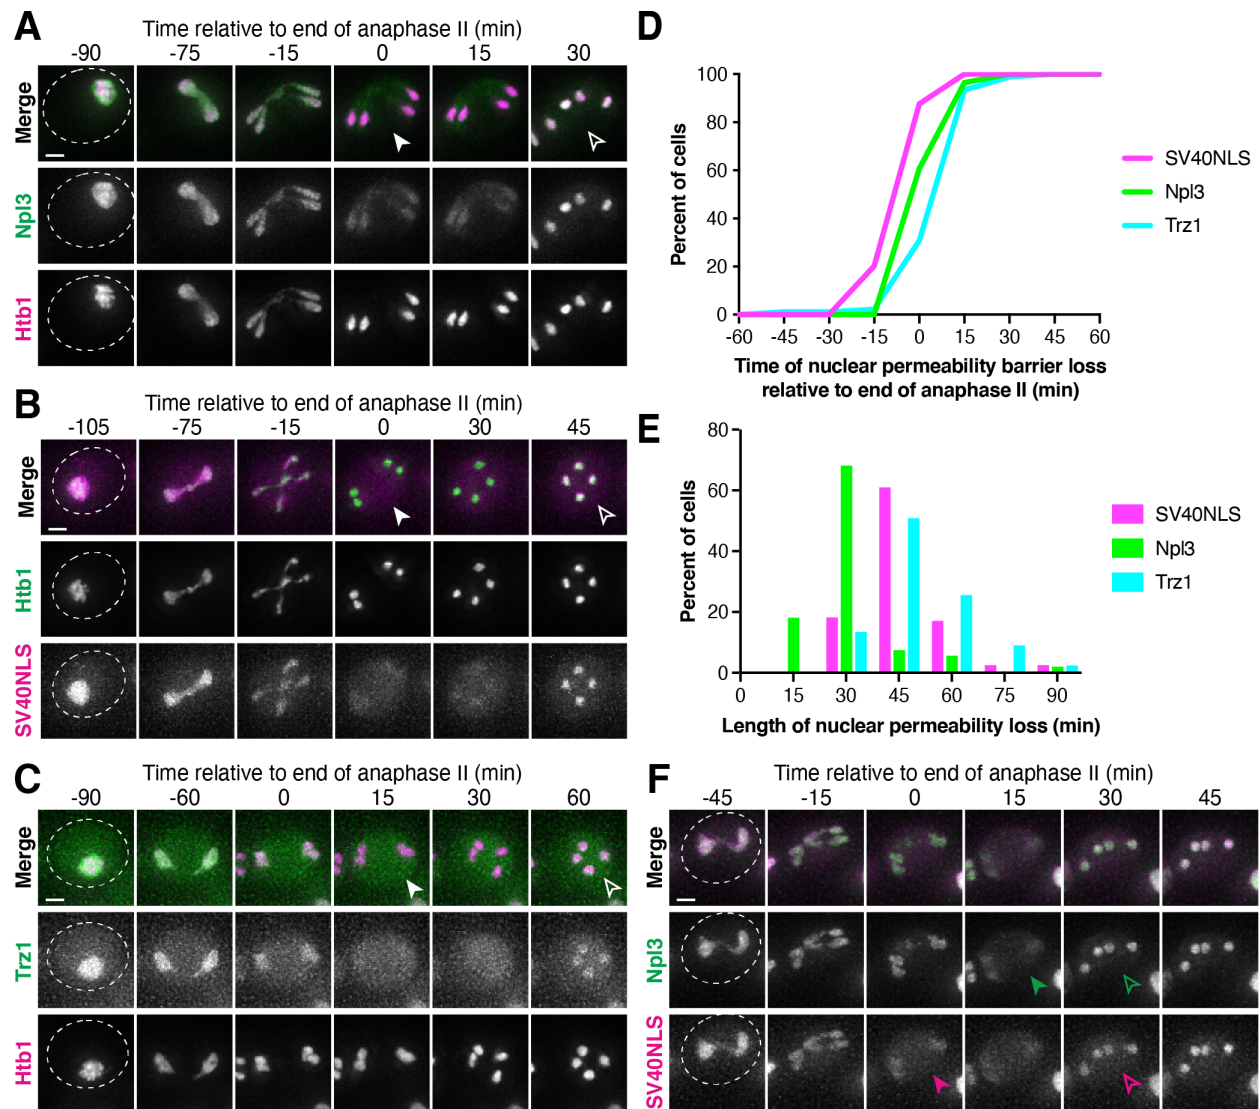 A
Time relative to end of anaphase II (min)
-90 -75 -15 0 15 30
Merge
Npl3
Htb1
B
Time relative to end of anaphase II (min)
-105 -75 -15 0 30 45
Merge
Htb1
SV40NLS
C
Time relative to end of anaphase II (min)
-90 -60 0 15 30 60
Merge
Trz1
Htb1
D
Percent of cells
100
80
60
40
20
0
-60 -45 -30 -15 0 15 30 45 60
Time of nuclear permeability barrier loss
relative to end of anaphase II (min)
SV40NLS
Npl3
Trz1
E
Percent of cells
80
60
40
20
0
0 15 30 45 60 75 90
Length of nuclear permeability loss (min)
SV40NLS
Npl3
Trz1
F
Time relative to end of anaphase II (min)
-45 -15 0 15 30 45
Merge
Npl3
SV40NLS